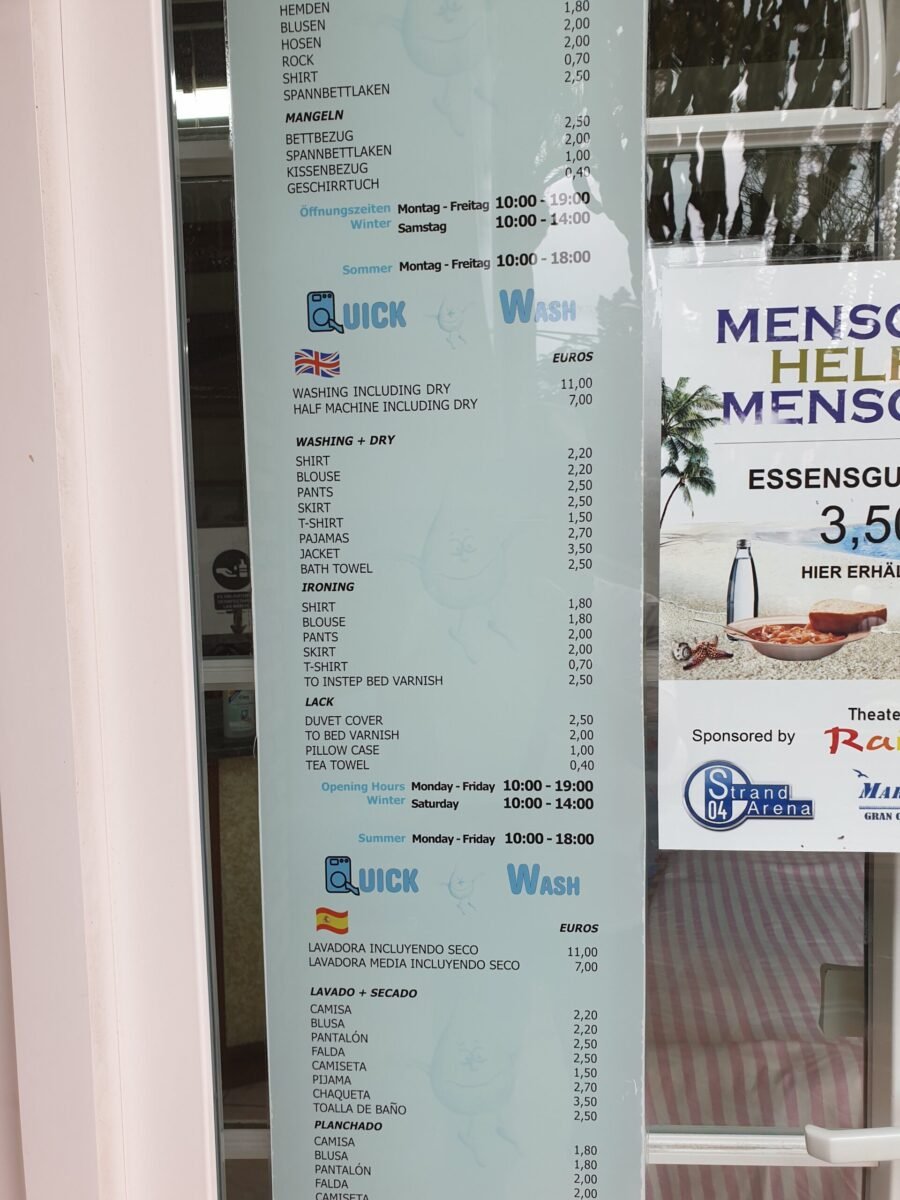 HEMDEN 1,80
BLUSEN 2,00
HOSEN 2,00
ROCK 0,70
SHIRT 2,50
SPANNBETTLAKEN
MANGELN
BETTBEZUG 2,50
SPANNBETTLAKEN 2,00
KISSENBEZUG 1,00
GESCHIRRTUCH 0,40
Öffnungszeiten Montag - Freitag 10:00 - 19:00
Winter Samstag 10:00 - 14:00
Sommer Montag - Freitag 10:00 - 18:00
QUICK WASH
EUROS
WASHING INCLUDING DRY 11,00
HALF MACHINE INCLUDING DRY 7,00
WASHING + DRY
SHIRT 2,20
BLOUSE 2,20
PANTS 2,50
SKIRT 2,50
T-SHIRT 1,50
PAJAMAS 2,70
JACKET 3,50
BATH TOWEL 2,50
IRONING
SHIRT 1,80
BLOUSE 1,80
PANTS 2,00
SKIRT 2,00
T-SHIRT 0,70
TO INSTEP BED VARNISH 2,50
LACK
DUVET COVER 2,50
TO BED VARNISH 2,00
PILLOW CASE 1,00
TEA TOWEL 0,40
Opening Hours Monday - Friday 10:00 - 19:00
Winter Saturday 10:00 - 14:00
Summer Monday - Friday 10:00 - 18:00
QUICK WASH
EUROS
LAVADORA INCLUYENDO SECO 11,00
LAVADORA MEDIA INCLUYENDO SECO 7,00
LAVADO + SECADO
CAMISA 2,20
BLUSA 2,20
PANTALÓN 2,50
FALDA 2,50
CAMISETA 1,50
PIJAMA 2,70
CHAQUETA 3,50
TOALLA DE BAÑO 2,50
PLANCHADO
CAMISA 1,80
BLUSA 1,80
PANTALÓN 2,00
FALDA 2,00
CAMISETA
MENSC
HELF
MENSC
ESSENSGU
3,50
HIER ERHÄL
Theate
Sponsored by
Ra
S04 Strand Arena
MAR
GRAN C